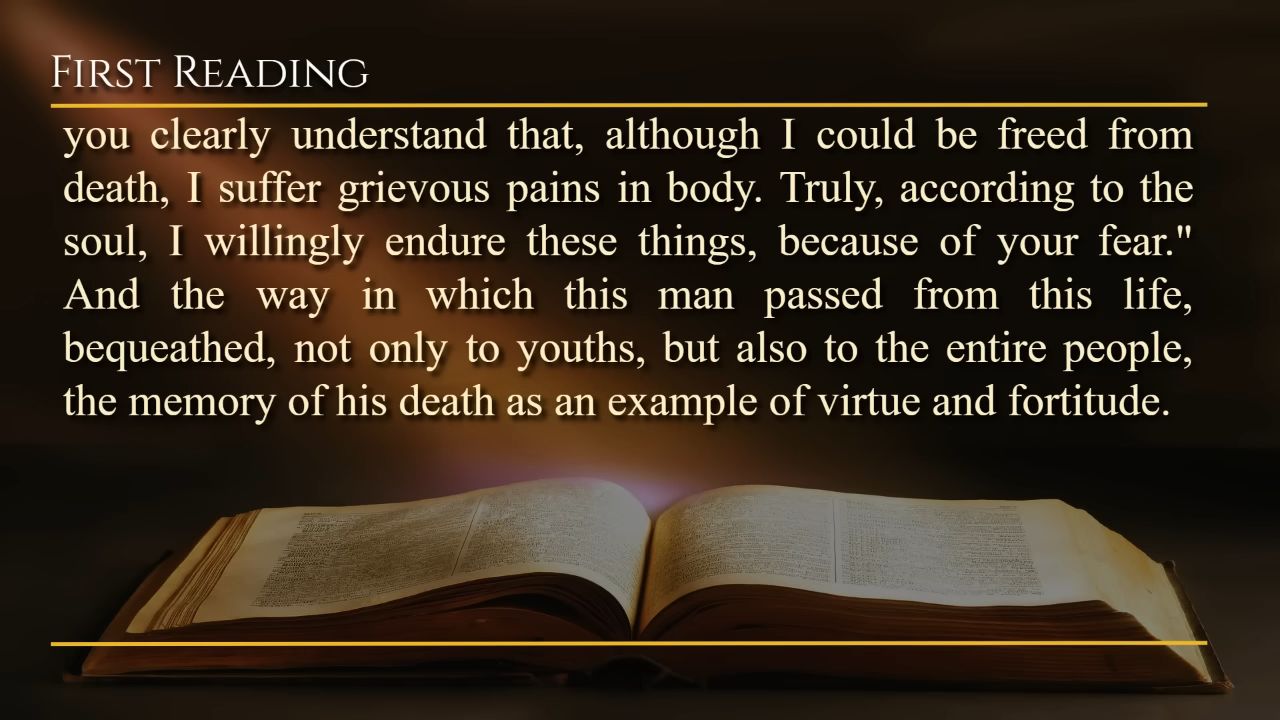 First Reading
you clearly understand that, although I could be freed from
death, I suffer grievous pains in body. Truly, according to the
soul, I willingly endure these things, because of your fear."
And the way in which this man passed from this life,
bequeathed, not only to youths, but also to the entire people,
the memory of his death as an example of virtue and fortitude.